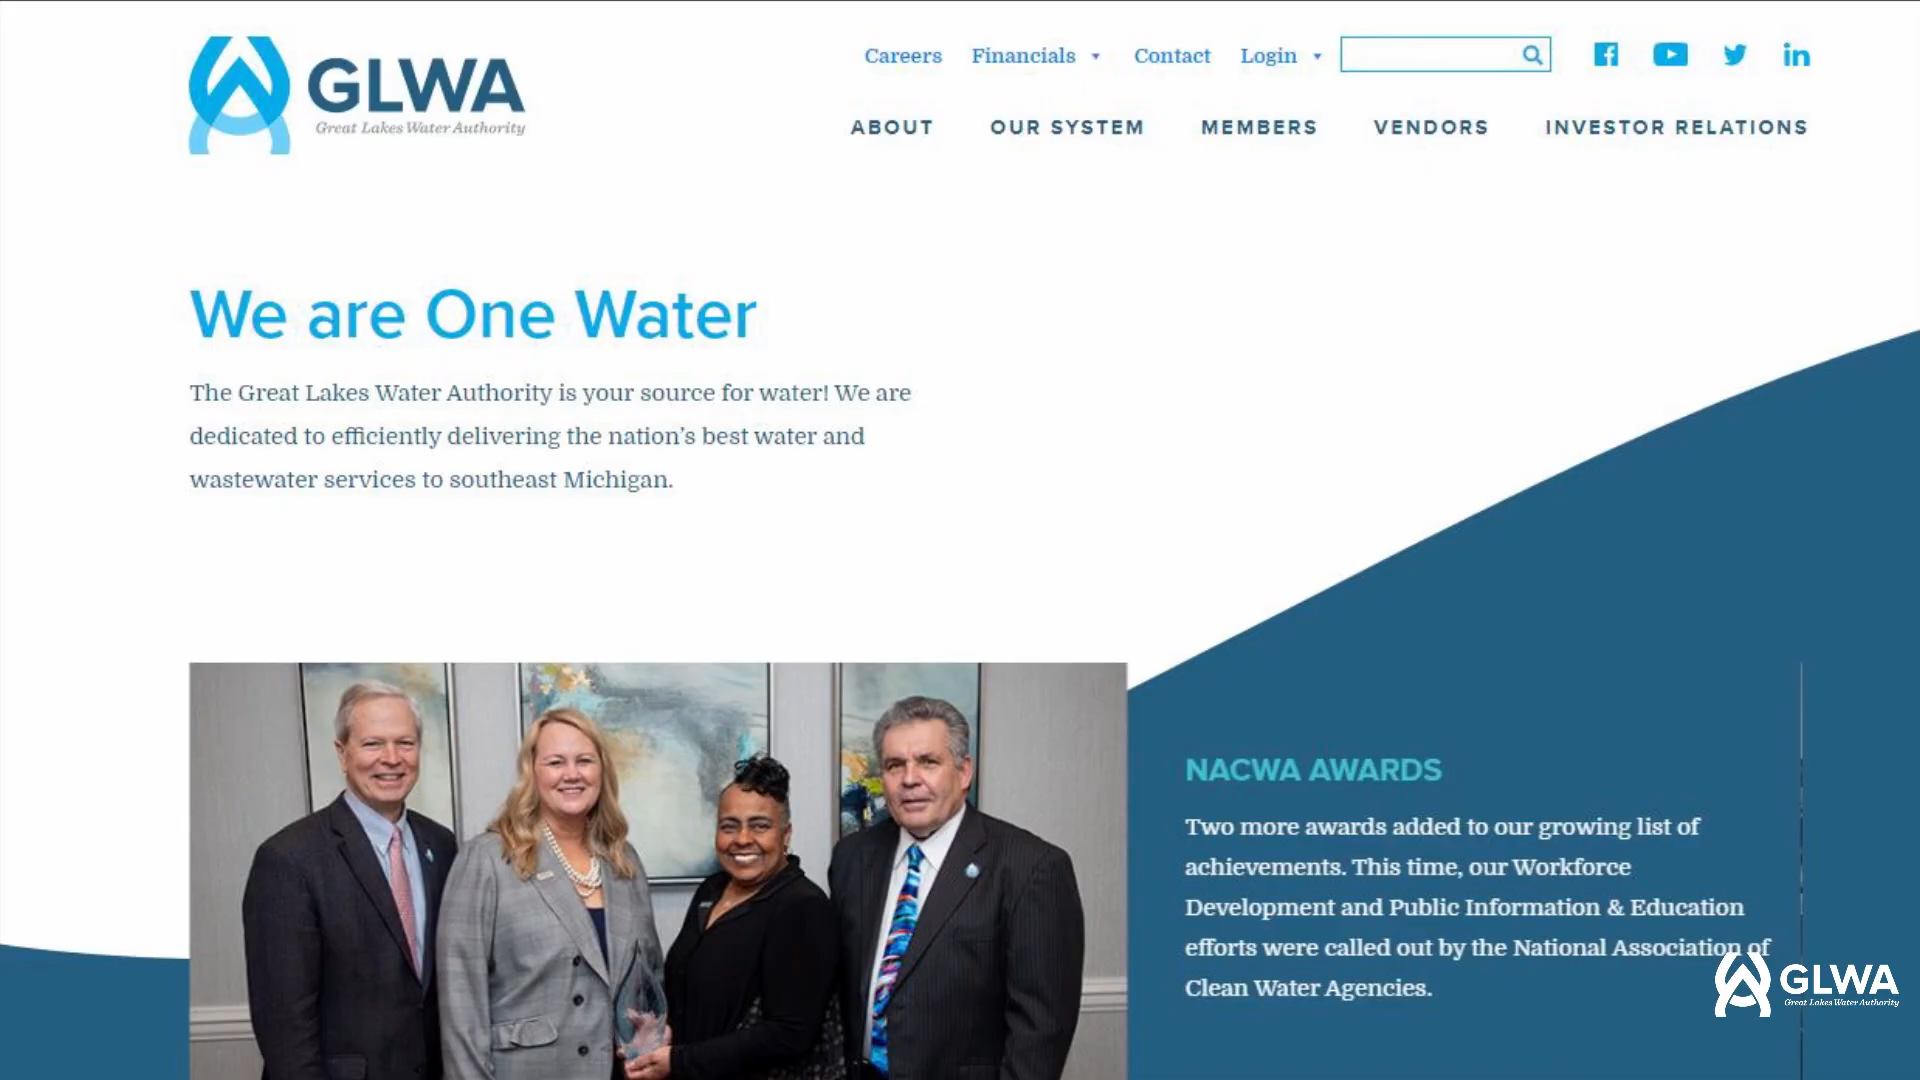 GLWA
Great Lakes Water Authority
Careers Financials Contact Login
ABOUT OUR SYSTEM MEMBERS VENDORS INVESTOR RELATIONS
We are One Water
The Great Lakes Water Authority is your source for water! We are
dedicated to efficiently delivering the nation’s best water and
wastewater services to southeast Michigan.
NACWA AWARDS
Two more awards added to our growing list of
achievements. This time, our Workforce
Development and Public Information & Education
efforts were called out by the National Association of
Clean Water Agencies.
GLWA
Great Lakes Water Authority